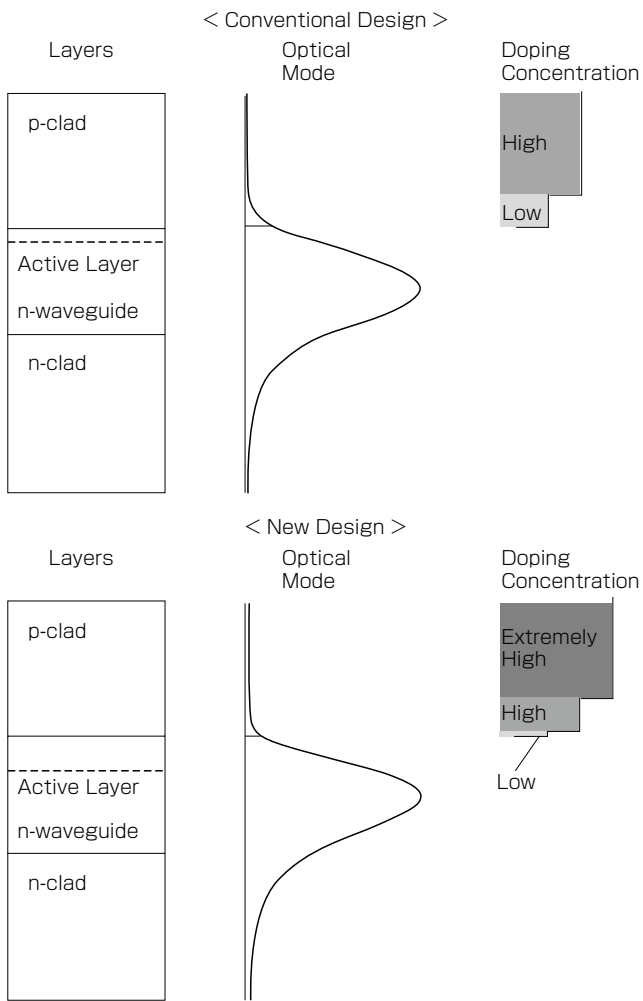 < Conventional Design >
Layers
Optical
Mode
Doping
Concentration
p-clad
High
Low
Active Layer
n-waveguide
n-clad
< New Design >
Layers
Optical
Mode
Doping
Concentration
p-clad
Extremely
High
High
Low
Active Layer
n-waveguide
n-clad